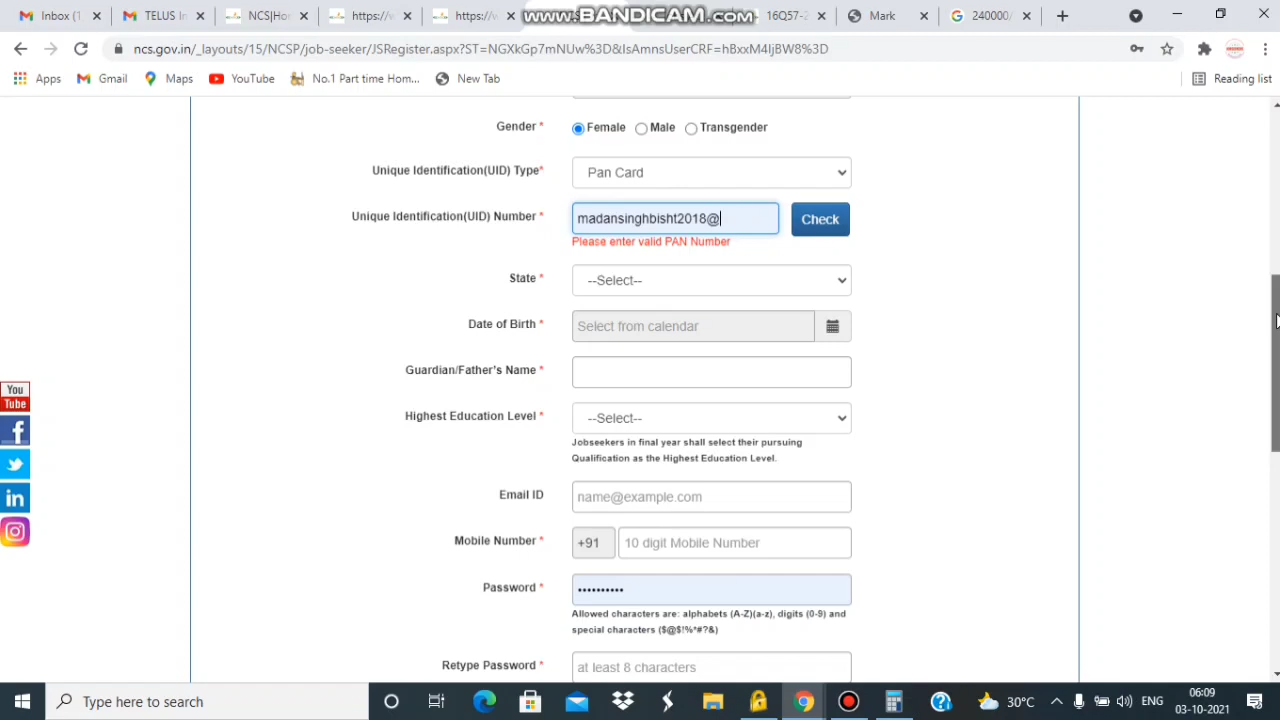 Inbox (1)
TELUS In
NCS|Hom
https://w
https://w
www.BANDICAM.com
16Q57-2
Mark
240000/
ncs.gov.in/_layouts/15/NCSP/job-seeker/JSRegister.aspx?ST=NGXkGp7mNUw%3D&IsAmnsUserCRF=hBxxM4IjBW8%3D
Apps
Gmail
Maps
YouTube
No.1 Part time Hom...
New Tab
Reading list
Gender * Female Male Transgender
Unique Identification(UID) Type* Pan Card
Unique Identification(UID) Number * madansinghbisht2018@ Check
Please enter valid PAN Number
State * --Select--
Date of Birth * Select from calendar
Guardian/Father's Name *
Highest Education Level * --Select--
Jobseekers in final year shall select their pursuing
Qualification as the Highest Education Level.
Email ID name@example.com
Mobile Number * +91 10 digit Mobile Number
Password * ••••••••••
Allowed characters are: alphabets (A-Z)(a-z), digits (0-9) and
special characters ($@$!%*#?&)
Retype Password * at least 8 characters
You
Tube
Type here to search
30°C
ENG
06:09
03-10-2021